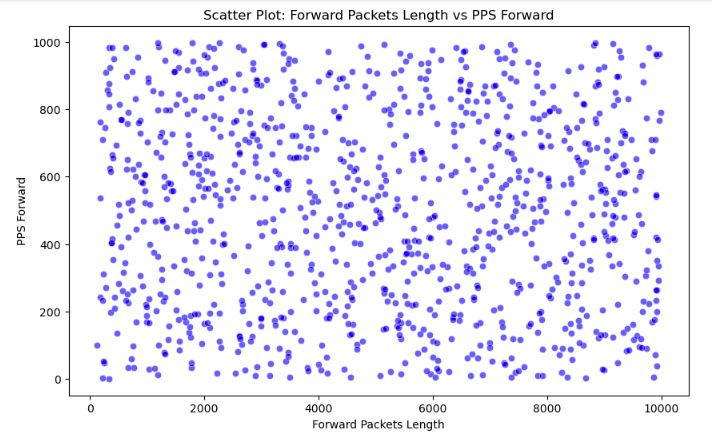 Scatter Plot: Forward Packets Length vs PPS Forward
1000
800
600
400
200
0
PPS Forward
0 2000 4000 6000 8000 10000
Forward Packets Length